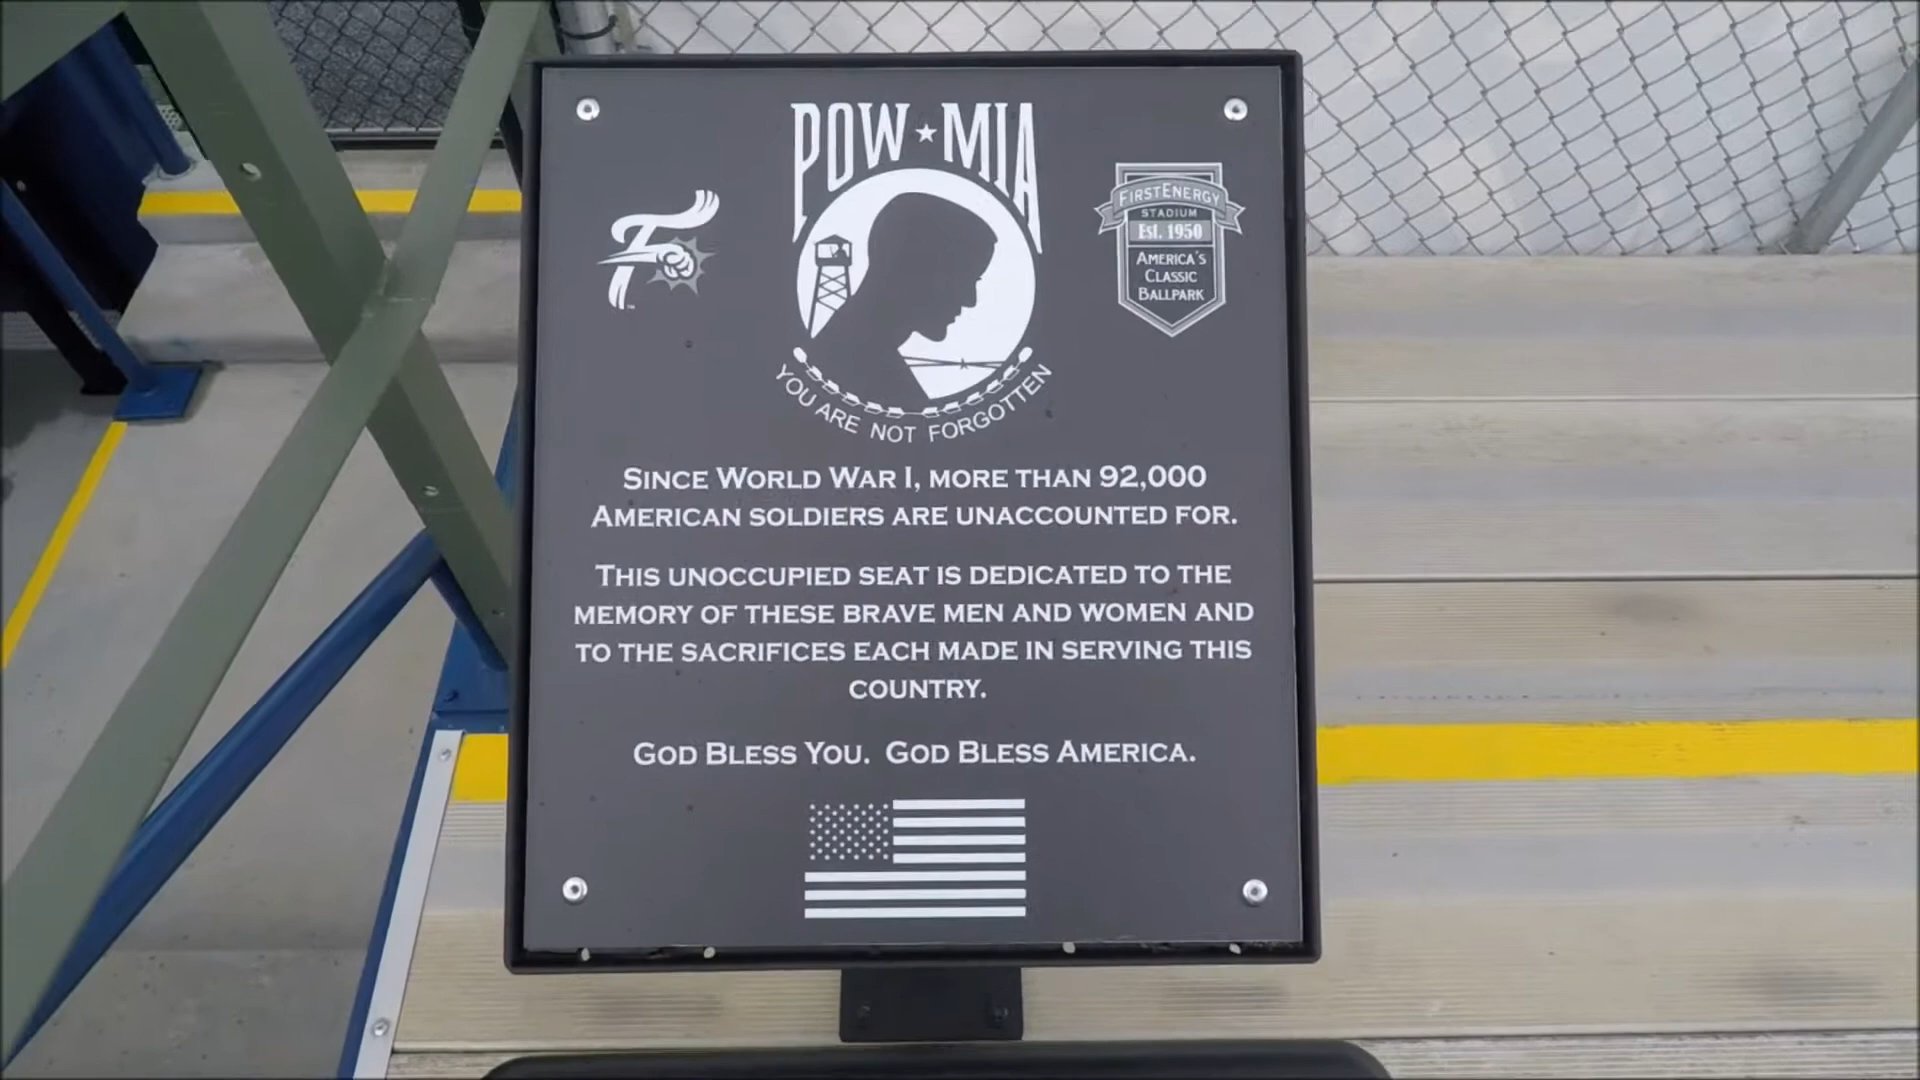 POW★MIA
FIRSTENERGY
STADIUM
EST. 1950
AMERICA'S
CLASSIC
BALLPARK
F
YOU ARE NOT FORGOTTEN
SINCE WORLD WAR I, MORE THAN 92,000
AMERICAN SOLDIERS ARE UNACCOUNTED FOR.
THIS UNOCCUPIED SEAT IS DEDICATED TO THE
MEMORY OF THESE BRAVE MEN AND WOMEN AND
TO THE SACRIFICES EACH MADE IN SERVING THIS
COUNTRY.
GOD BLESS YOU. GOD BLESS AMERICA.